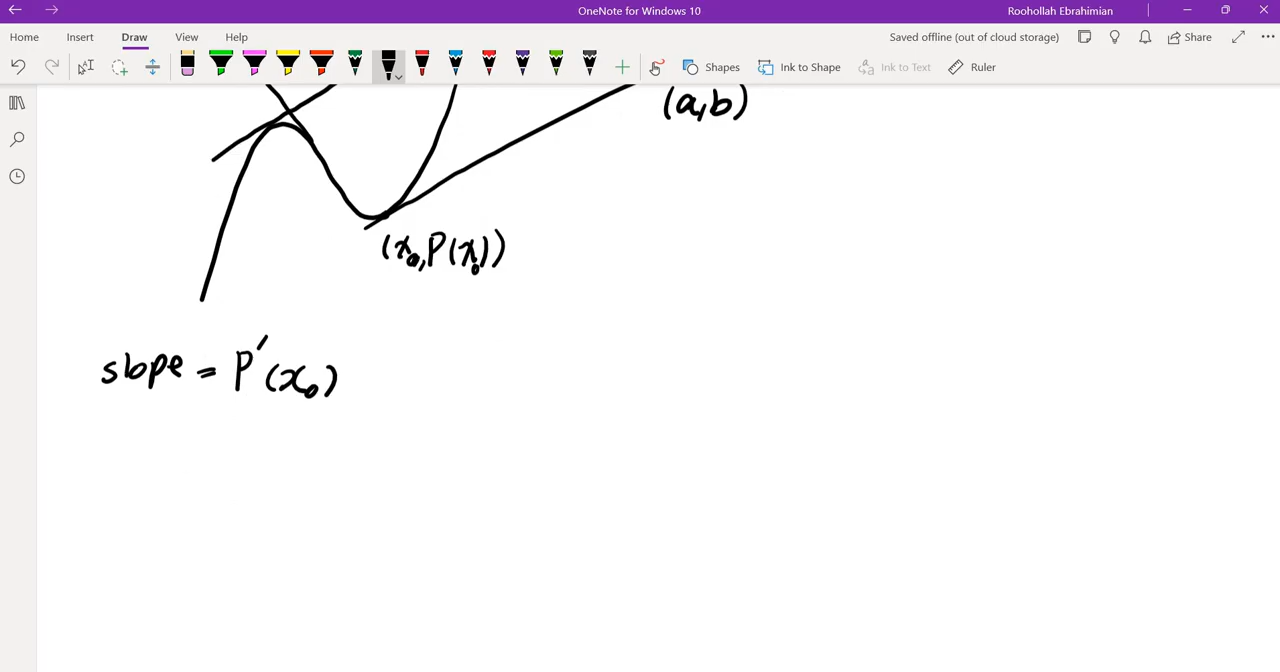 OneNote for Windows 10
Roohollah Ebrahimian
Home Insert Draw View Help
Saved offline (out of cloud storage)
Share
Shapes
Ink to Shape
Ink to Text
Ruler
(a,b)
(x₀,P(x₀))
slope = P′(x₀)